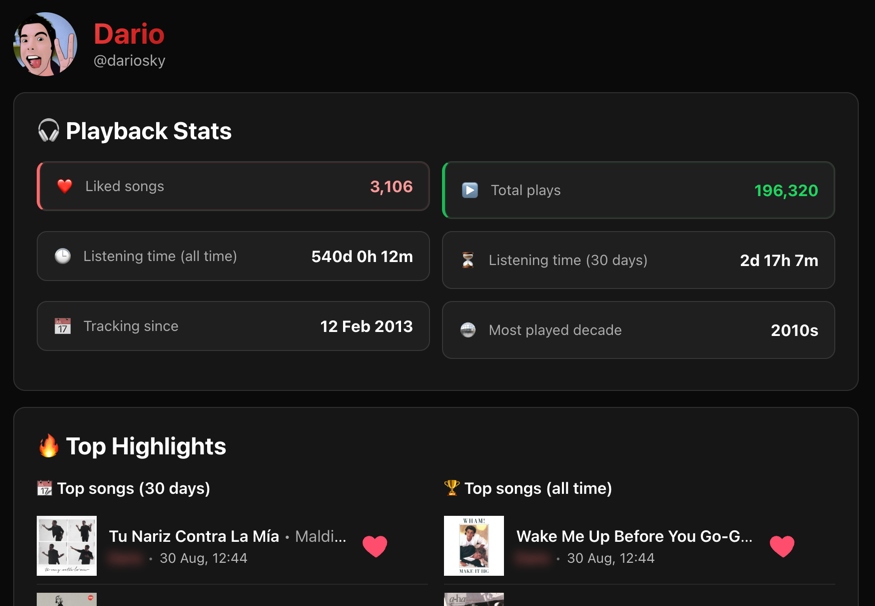 Dario
@dariosky
Playback Stats
Liked songs 3,106
Total plays 196,320
Listening time (all time) 540d 0h 12m
Listening time (30 days) 2d 17h 7m
Tracking since 12 Feb 2013
Most played decade 2010s
Top Highlights
Top songs (30 days)
Top songs (all time)
Tu Nariz Contra La Mía • Maldi...
• 30 Aug, 12:44
WHAM!
MAKE IT BIG
Wake Me Up Before You Go-G...
• 30 Aug, 12:44
a-ha